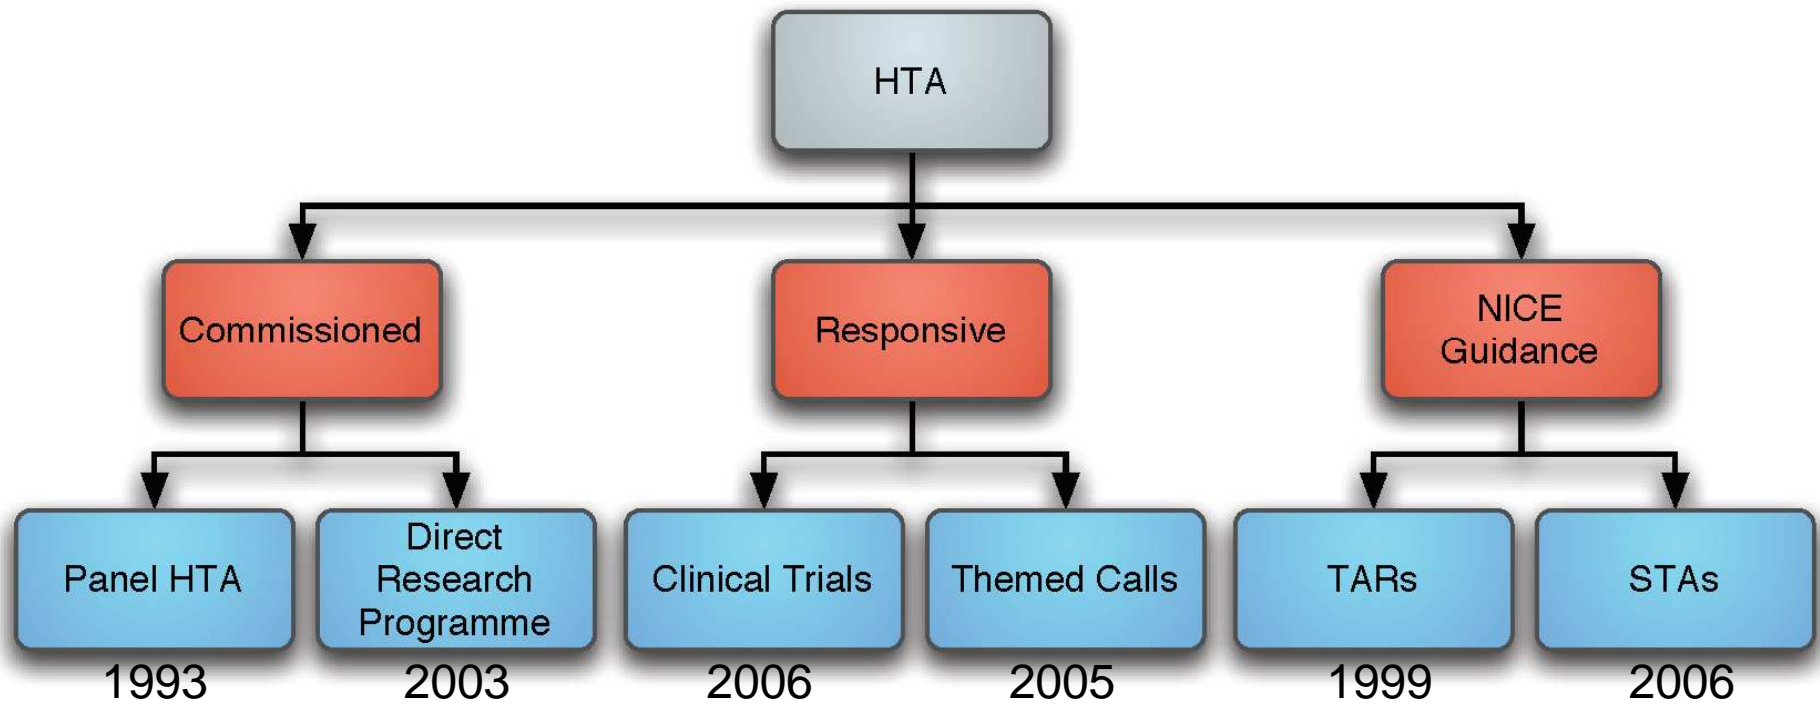 HTA
Commissioned
Responsive
NICE
Guidance
Panel HTA
Direct
Research
Programme
Clinical Trials
Themed Calls
TARs
STAs
1993
2003
2006
2005
1999
2006